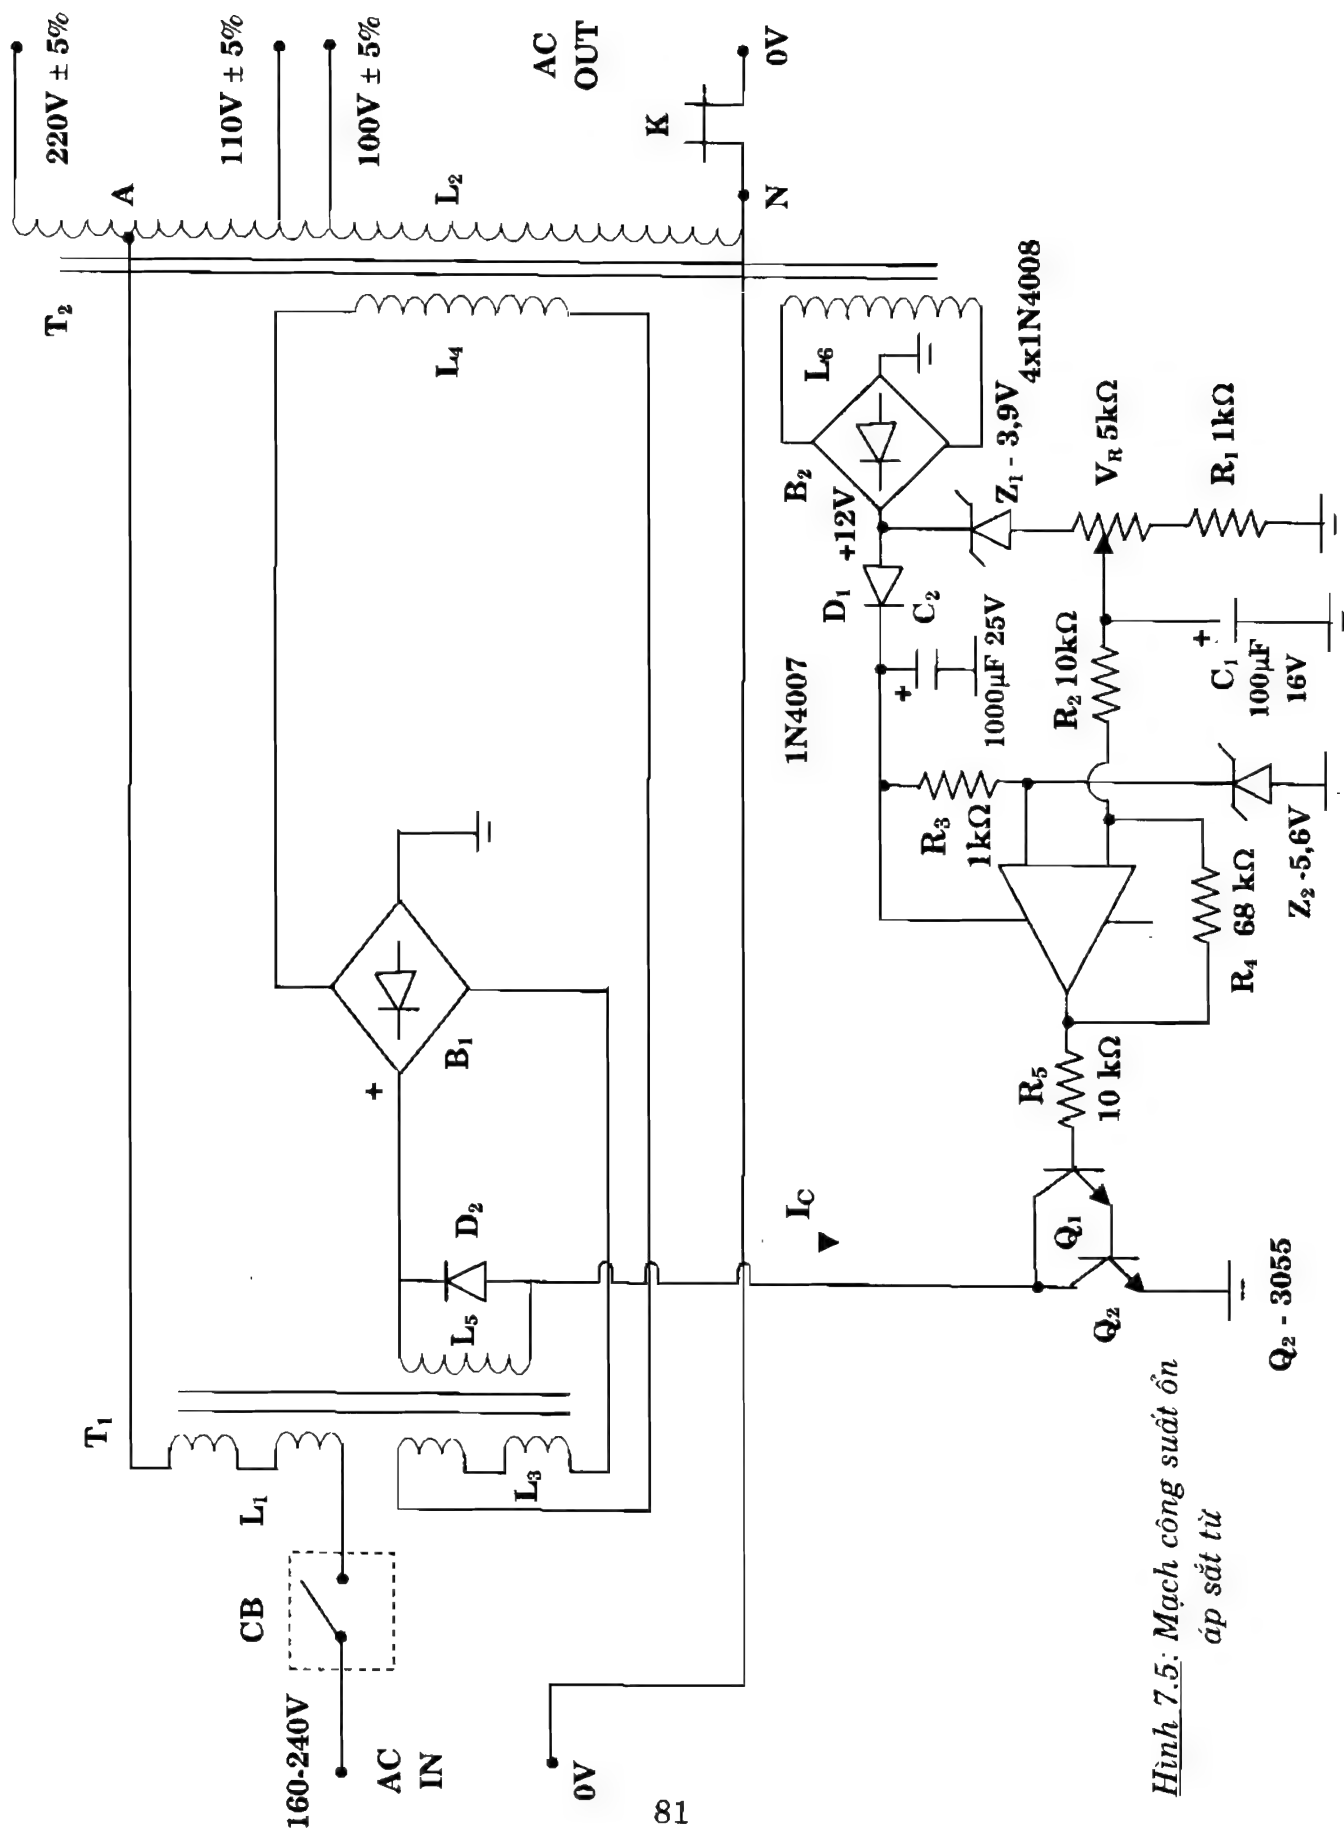 160-240V
AC
IN
0V
CB
L₁
T₁
L₃
L₅
D₂
+
B₁
T₂
L₄
A
L₂
220V ± 5%
110V ± 5%
100V ± 5%
AC
OUT
K
N
0V
L₆
4x1N4008
B₂
+12V
D₁
1N4007
C₂
+
1000µF 25V
Z₁ - 3,9V
V_R 5kΩ
R₁ 1kΩ
R₂ 10kΩ
+
C₁
100µF
16V
R₃
1kΩ
Z₂ -5,6V
R₄ 68 kΩ
R₅
10 kΩ
I_C
Q₁
Q₂
Q₂ - 3055
Hình 7.5: Mạch công suất ổn
áp sắt từ
81